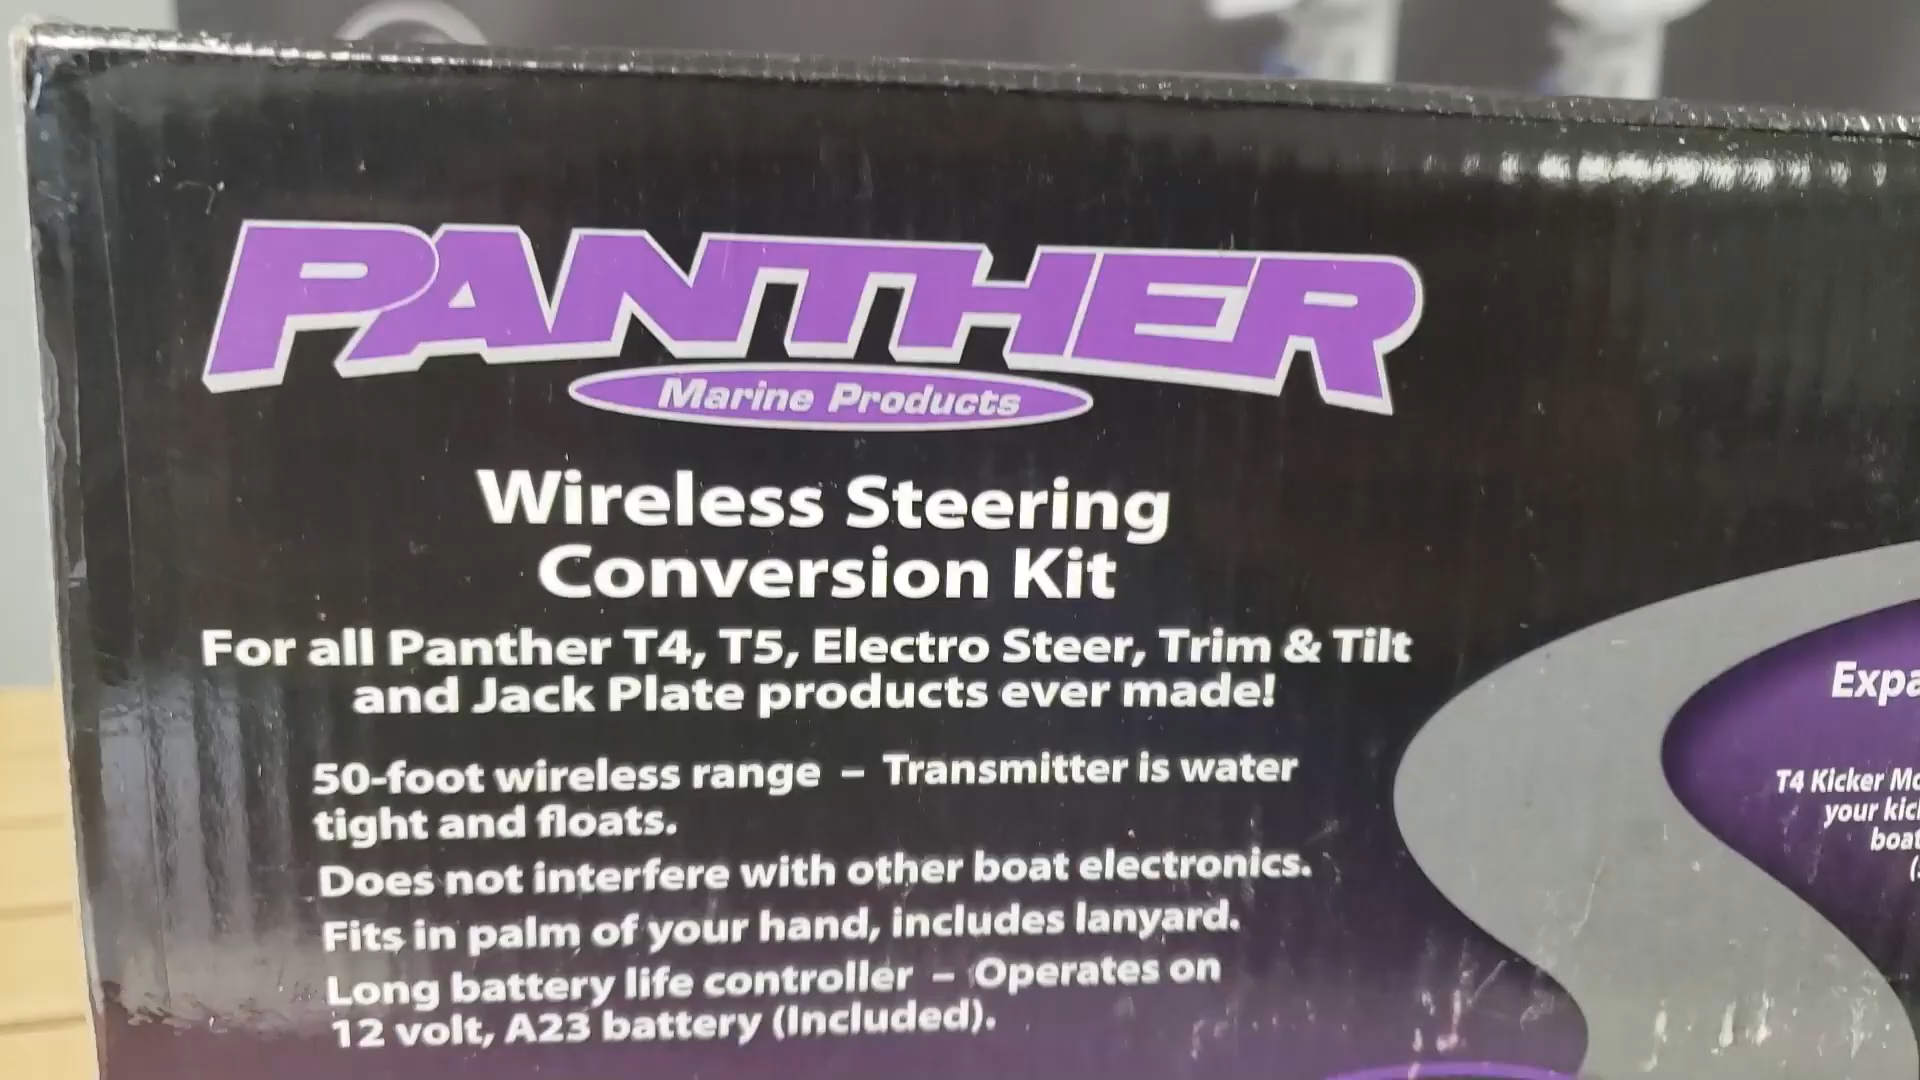 PANTHER
Marine Products
Wireless Steering
Conversion Kit
For all Panther T4, T5, Electro Steer, Trim & Tilt
and Jack Plate products ever made!
50-foot wireless range – Transmitter is water
tight and floats.
Does not interfere with other boat electronics.
Fits in palm of your hand, includes lanyard.
Long battery life controller – Operates on
12 volt, A23 battery (Included).
T4 Kicker
your